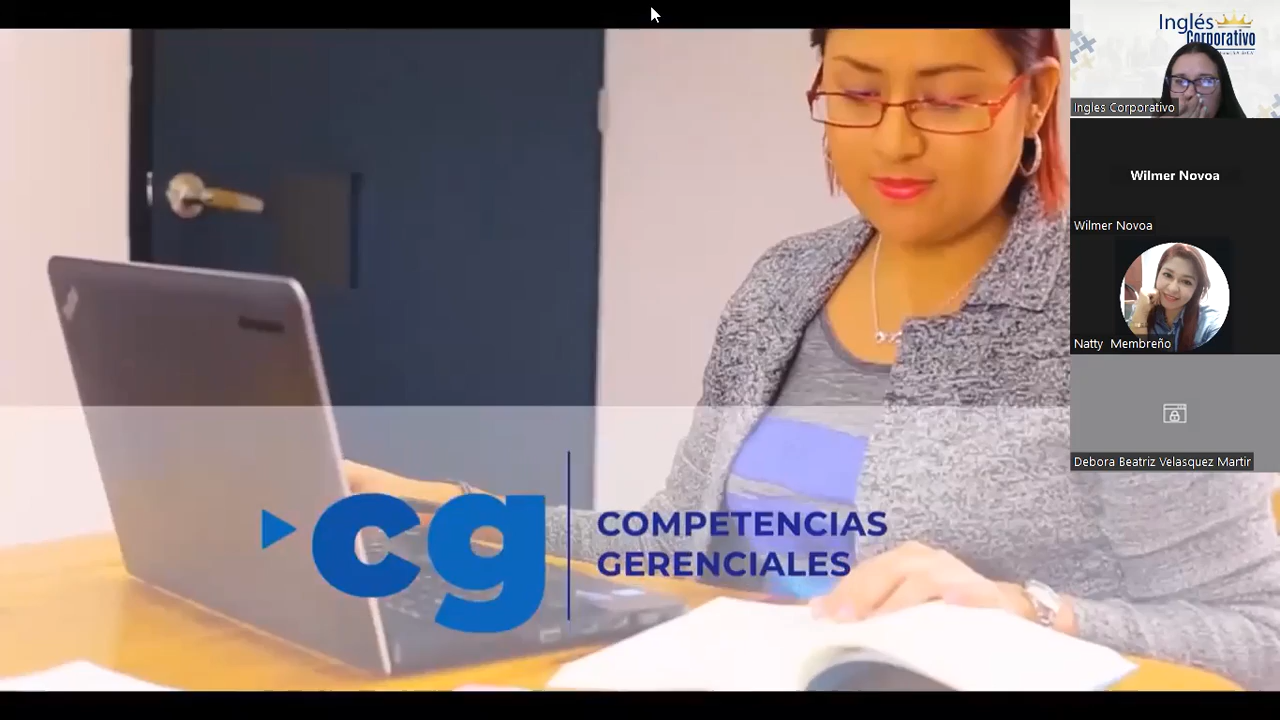 Inglés
Corporativo
Ingles Corporativo
Wilmer Novoa
Wilmer Novoa
Natty Membreño
Debora Beatriz Velasquez Martir
cg
COMPETENCIAS
GERENCIALES